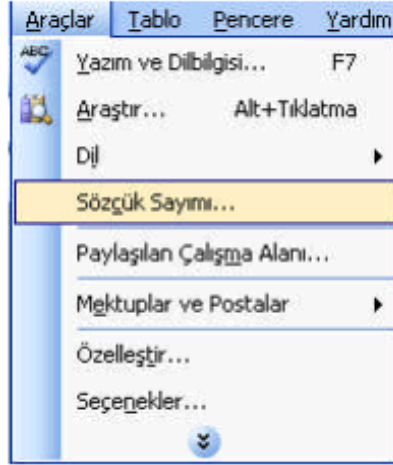 Araçlar Tablo Pencere Yardım
ABC Yazım ve Dilbilgisi... F7
Araştır... Alt+Tıklatma
Dil
Sözcük Sayımı...
Paylaşılan Çalışma Alanı...
Mektuplar ve Postalar
Özelleştir...
Seçenekler...